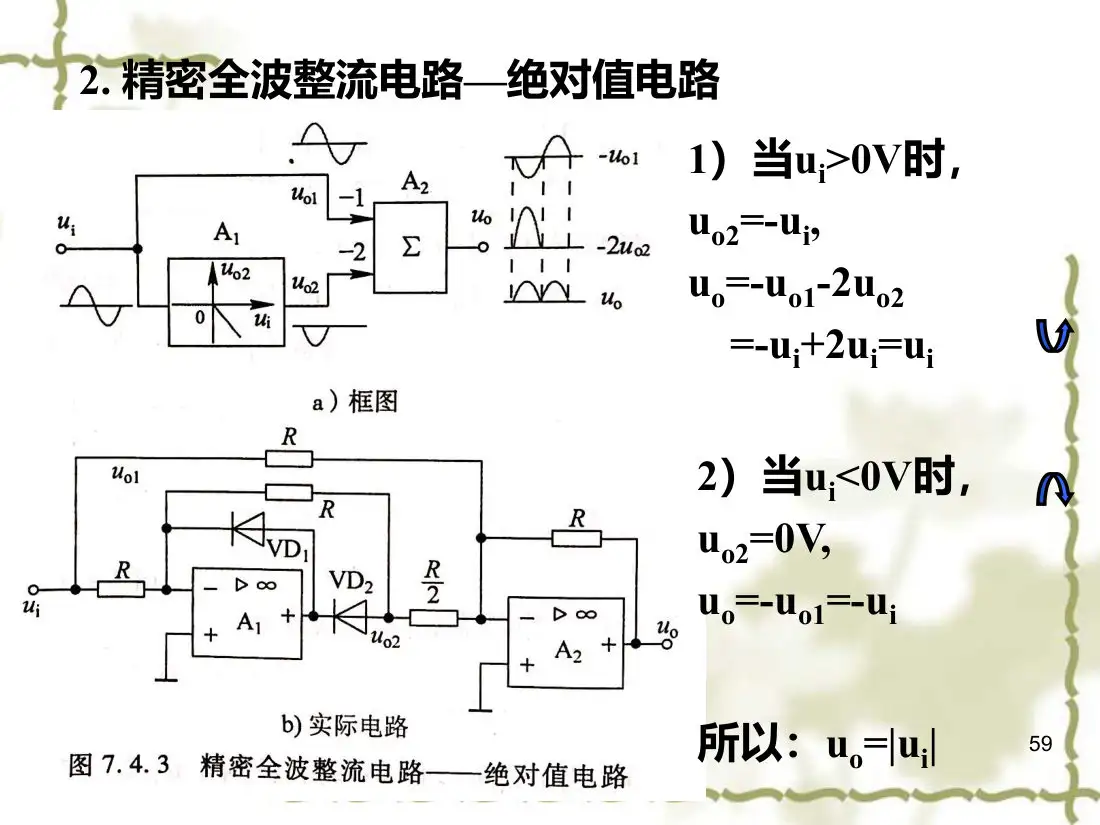 2. 精密全波整流电路—绝对值电路
-uo1
A2
uo1
-1
uo
ui
A1
-2
Σ
-2uo2
uo2
uo2
0
ui
uo
a）框图
R
uo1
R
R
VD1
R
VD2
R/2
- ▷ ∞
A1
+
+
ui
uo2
- ▷ ∞
A2
+
+
uo
b) 实际电路
图 7.4.3 精密全波整流电路——绝对值电路
1）当ui>0V时，
uo2=-ui,
uo=-uo1-2uo2
=-ui+2ui=ui
2）当ui<0V时，
uo2=0V,
uo=-uo1=-ui
所以：uo=|ui|
59